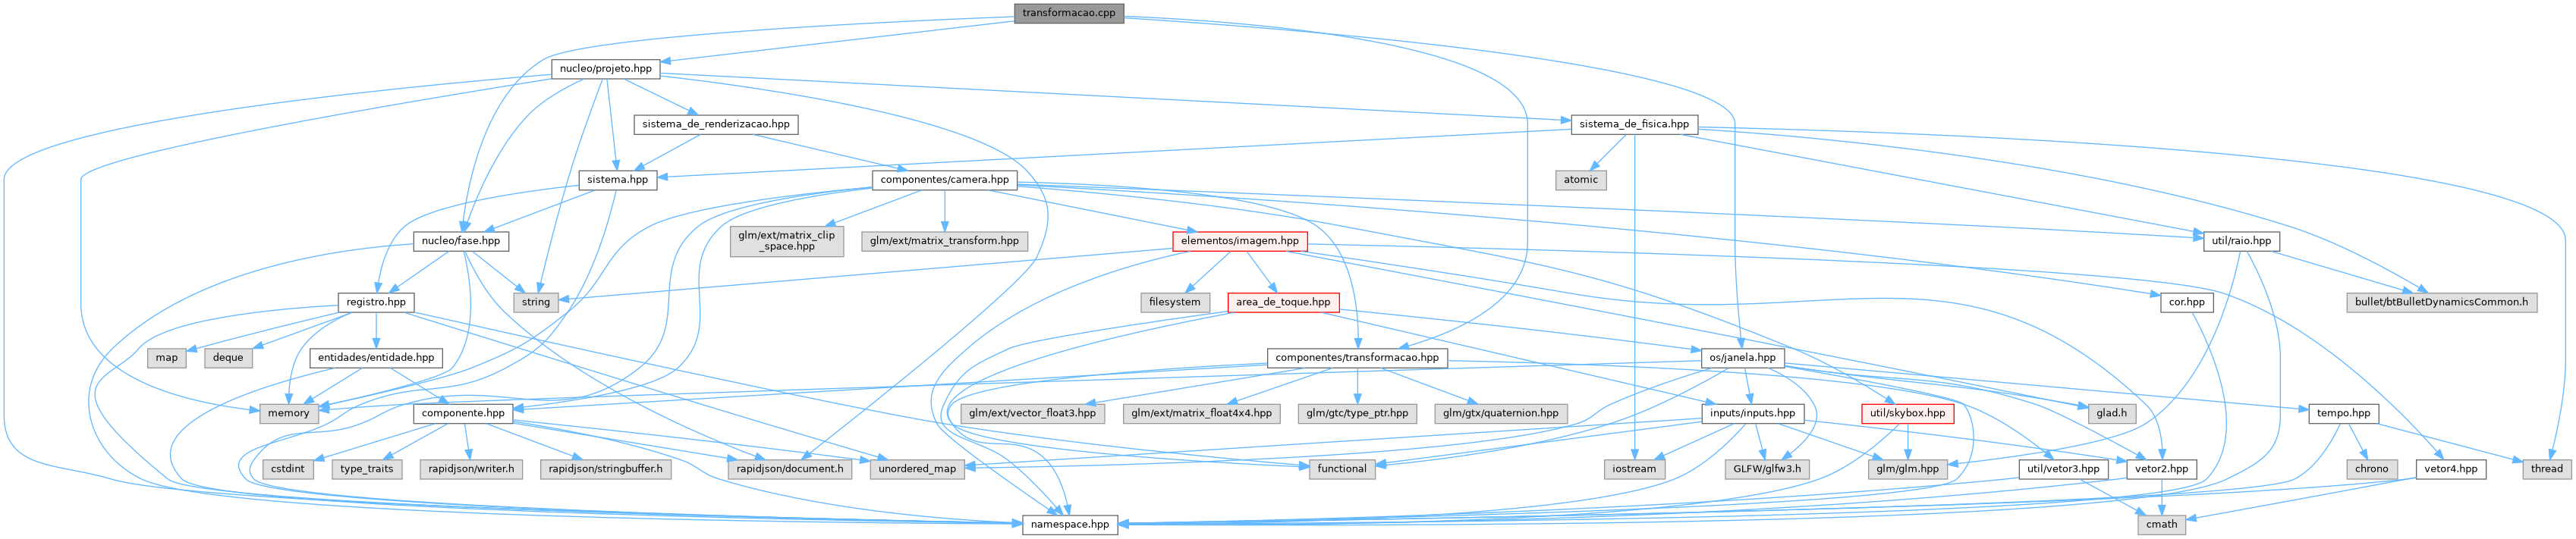 transformacao.cpp
nucleo/projeto.hpp
sistema_de_renderizacao.hpp
sistema_de_fisica.hpp
sistema.hpp
componentes/camera.hpp
atomic
nucleo/fase.hpp
glm/ext/matrix_clip
_space.hpp
glm/ext/matrix_transform.hpp
elementos/imagem.hpp
util/raio.hpp
registro.hpp
string
filesystem
area_de_toque.hpp
cor.hpp
bullet/btBulletDynamicsCommon.h
map
deque
entidades/entidade.hpp
componentes/transformacao.hpp
os/janela.hpp
memory
componente.hpp
glm/ext/vector_float3.hpp
glm/ext/matrix_float4x4.hpp
glm/gtc/type_ptr.hpp
glm/gtx/quaternion.hpp
inputs/inputs.hpp
util/skybox.hpp
glad.h
tempo.hpp
cstdint
type_traits
rapidjson/writer.h
rapidjson/stringbuffer.h
rapidjson/document.h
unordered_map
functional
iostream
GLFW/glfw3.h
glm/glm.hpp
util/vetor3.hpp
vetor2.hpp
chrono
vetor4.hpp
thread
namespace.hpp
cmath